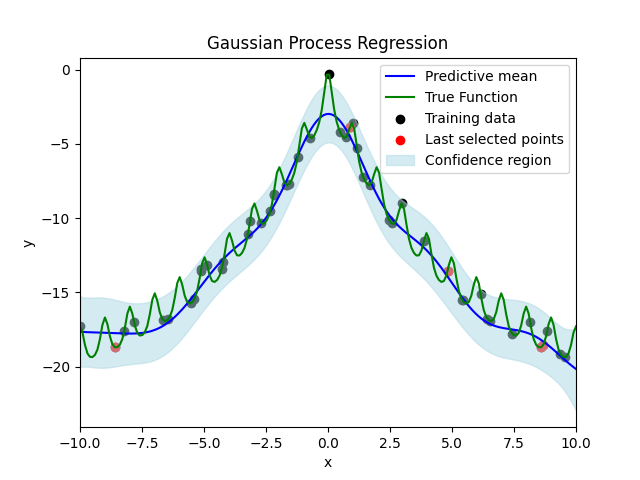 Gaussian Process Regression
Predictive mean
True Function
Training data
Last selected points
Confidence region
y
0
−5
−10
−15
−20
−10.0 −7.5 −5.0 −2.5 0.0 2.5 5.0 7.5 10.0
x